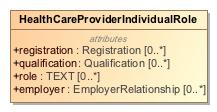 HealthCareProviderIndividualRole
attributes
+registration : Registration [0..*]
+qualification: Qualification [0..*]
+role : TEXT [0..*]
+employer : EmployerRelationship [0..*]